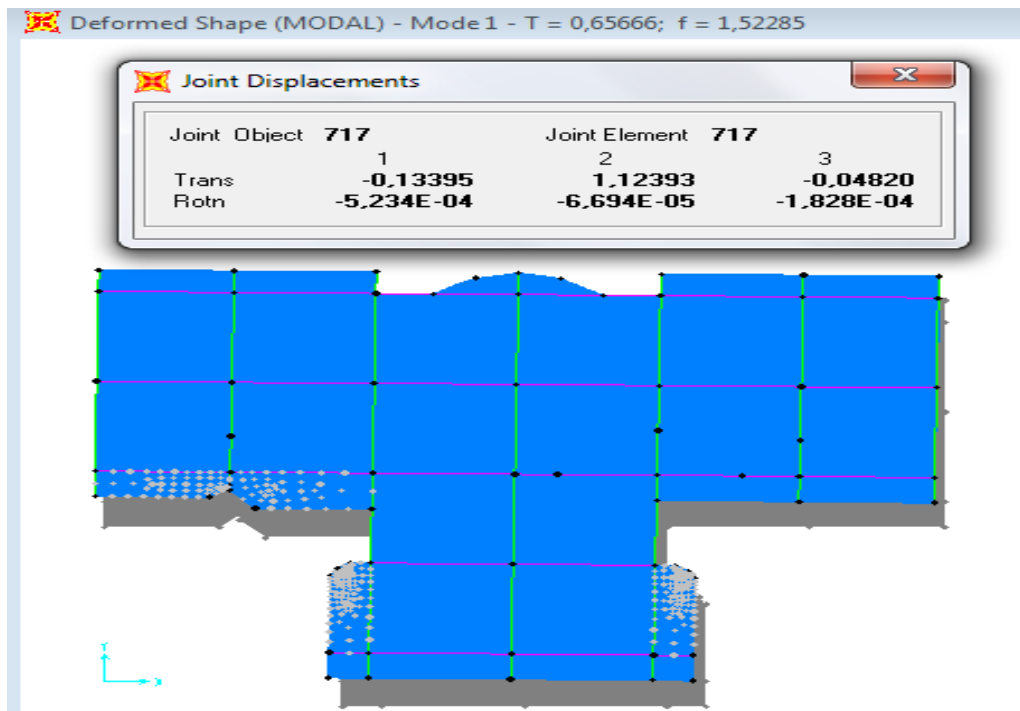 Deformed Shape (MODAL) - Mode 1 - T = 0,65666; f = 1,52285
Joint Displacements
Joint Object 717 Joint Element 717
1 2 3
Trans -0,13395 1,12393 -0,04820
Rotn -5,234E-04 -6,694E-05 -1,828E-04
Y
X